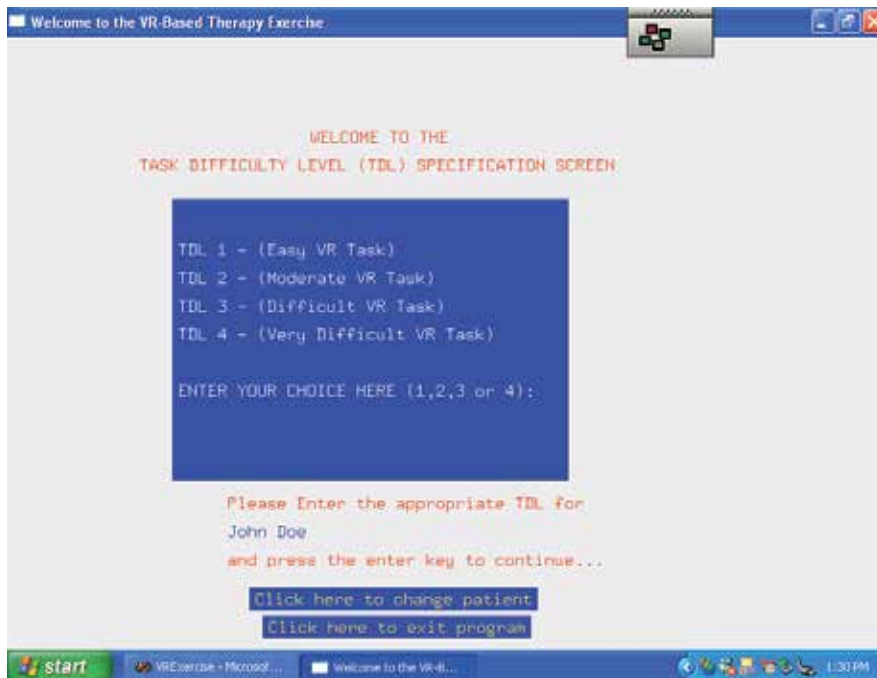 Welcome to the VR-Based Therapy Exercise
WELCOME TO THE
TASK DIFFICULTY LEVEL (TDL) SPECIFICATION SCREEN
TDL 1 - (Easy VR Task)
TDL 2 - (Moderate VR Task)
TDL 3 - (Difficult VR Task)
TDL 4 - (Very Difficult VR Task)
ENTER YOUR CHOICE HERE (1,2,3 or 4):
Please Enter the appropriate TDL for
John Doe
and press the enter key to continue...
Click here to change patient
Click here to exit program
start VRExercise - Microsof... Welcome to the VR-B... 1:30 PM